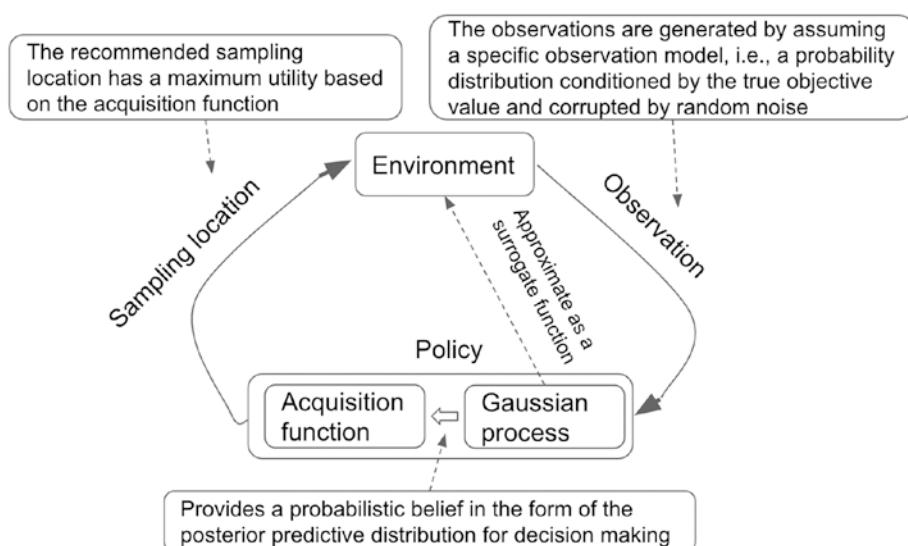 The recommended sampling
location has a maximum utility based
on the acquisition function
The observations are generated by assuming
a specific observation model, i.e., a probability
distribution conditioned by the true objective
value and corrupted by random noise
Environment
Sampling location
Observation
Approximate as a
surrogate function
Policy
Acquisition
function
Gaussian
process
Provides a probabilistic belief in the form of the
posterior predictive distribution for decision making